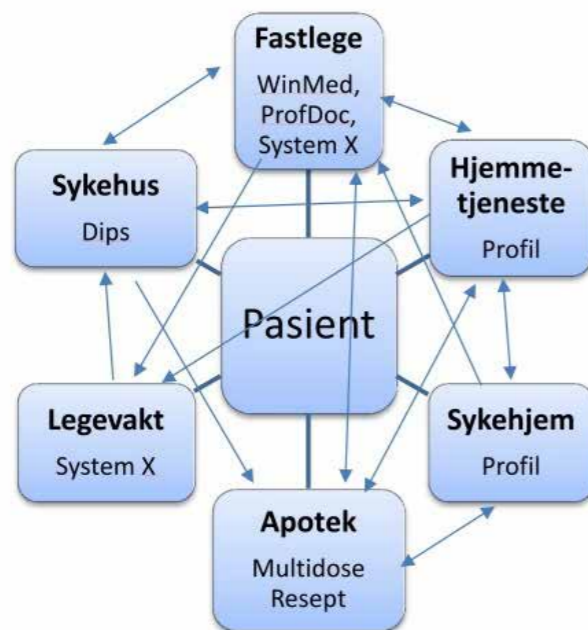 Fastlege
WinMed,
ProfDoc,
System X
Sykehus
Dips
Hjemme-
tjeneste
Profil
Pasient
Legevakt
System X
Sykehjem
Profil
Apotek
Multidose
Resept